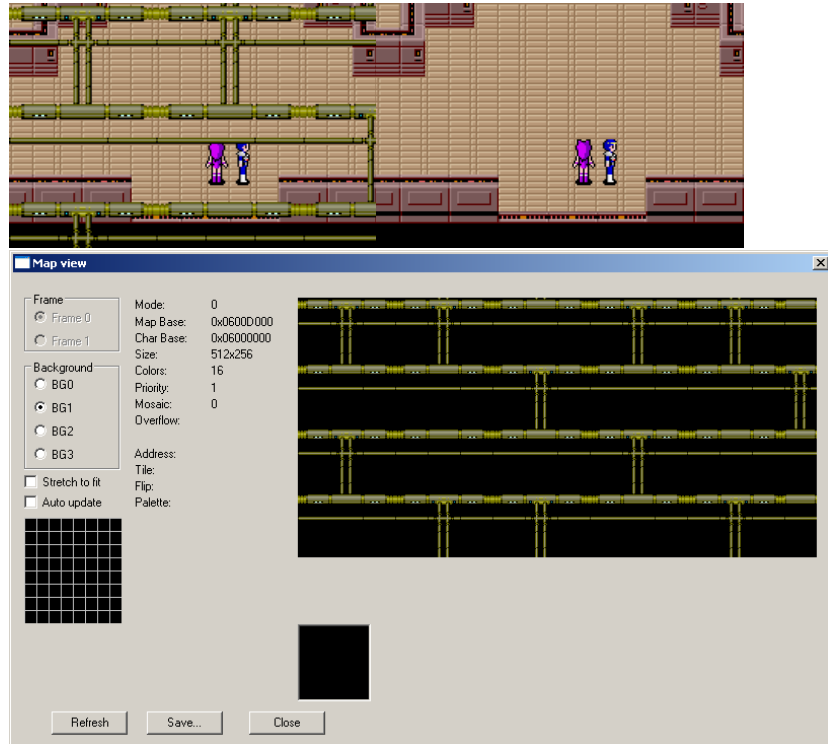 Map view
Frame
Frame 0
Frame 1
Background
BG0
BG1
BG2
BG3
Stretch to fit
Auto update
Mode: 0
Map Base: 0x0600D000
Char Base: 0x06000000
Size: 512x256
Colors: 16
Priority: 1
Mosaic: 0
Overflow:
Address:
Tile:
Flip:
Palette:
Refresh
Save...
Close